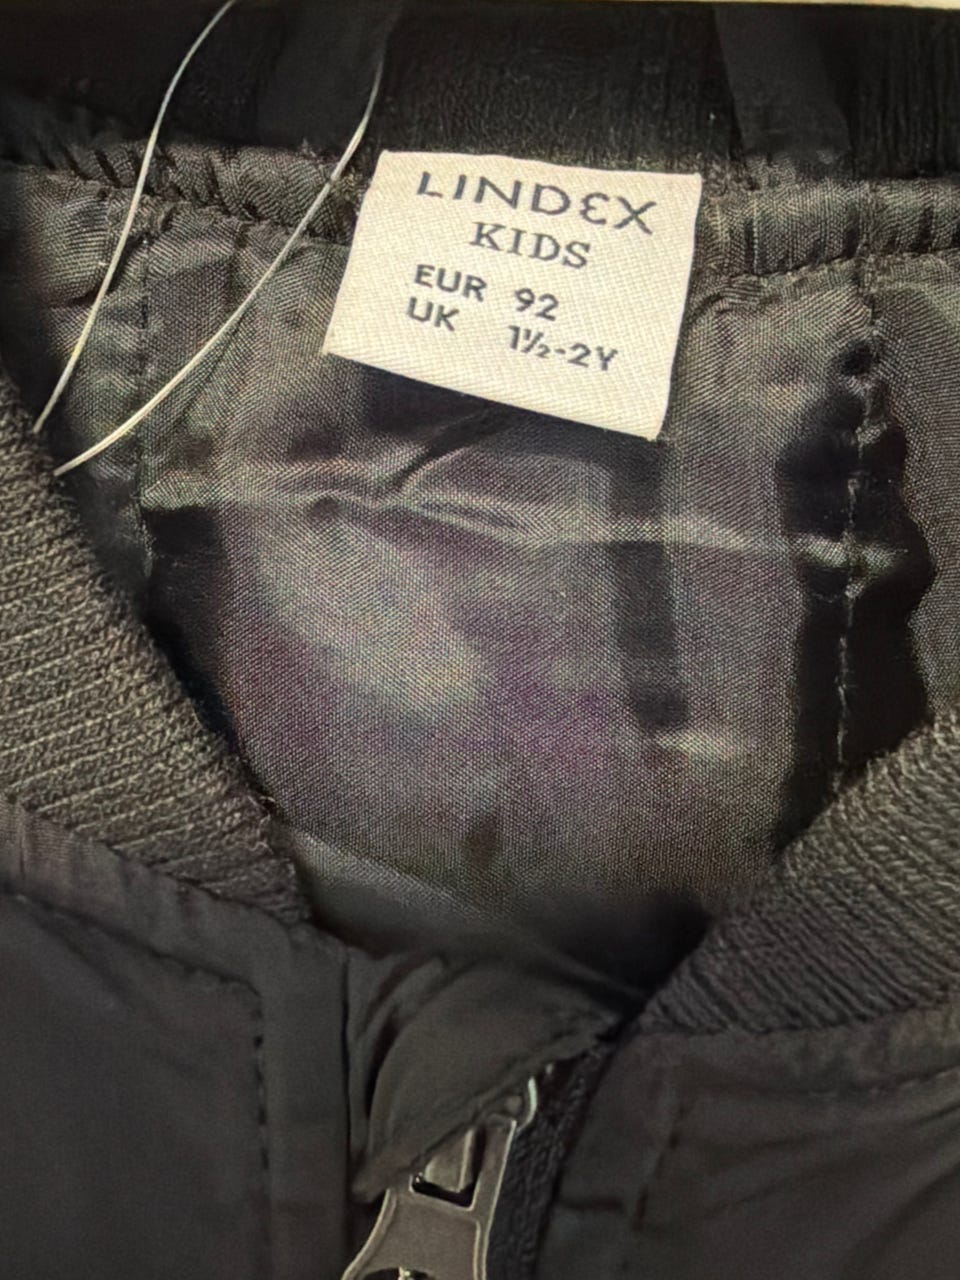 LINDEX
KIDS
EUR 92
UK 1½-2Y